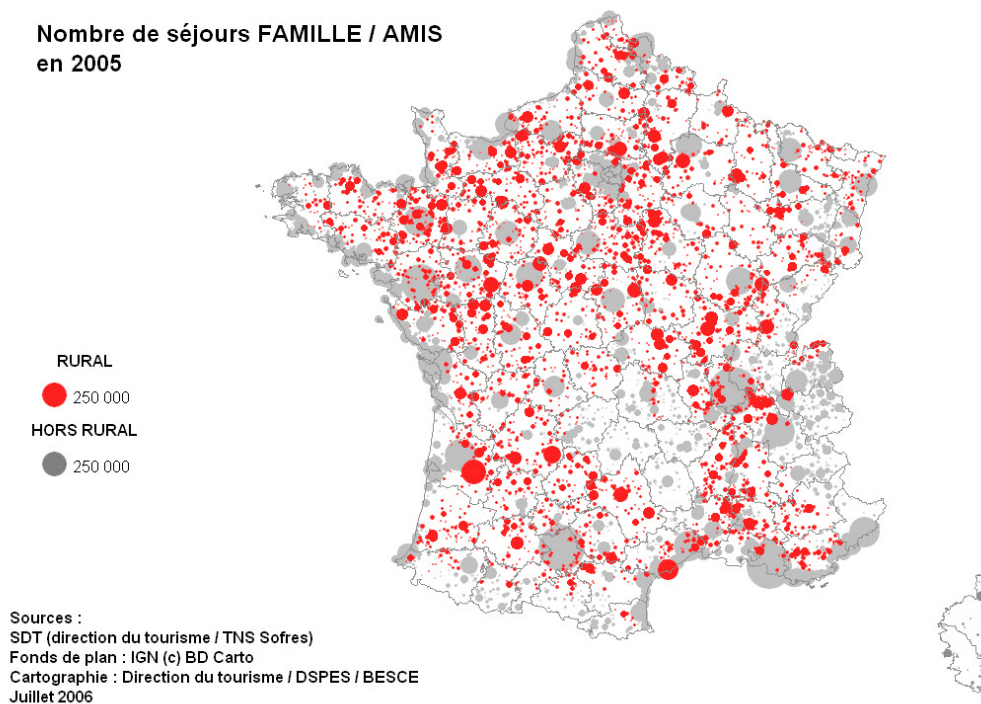 Nombre de séjours FAMILLE / AMIS
en 2005
RURAL
250 000
HORS RURAL
250 000
Sources :
SDT (direction du tourisme / TNS Sofres)
Fonds de plan : IGN (c) BD Carto
Cartographie : Direction du tourisme / DSPES / BESCE
Juillet 2006